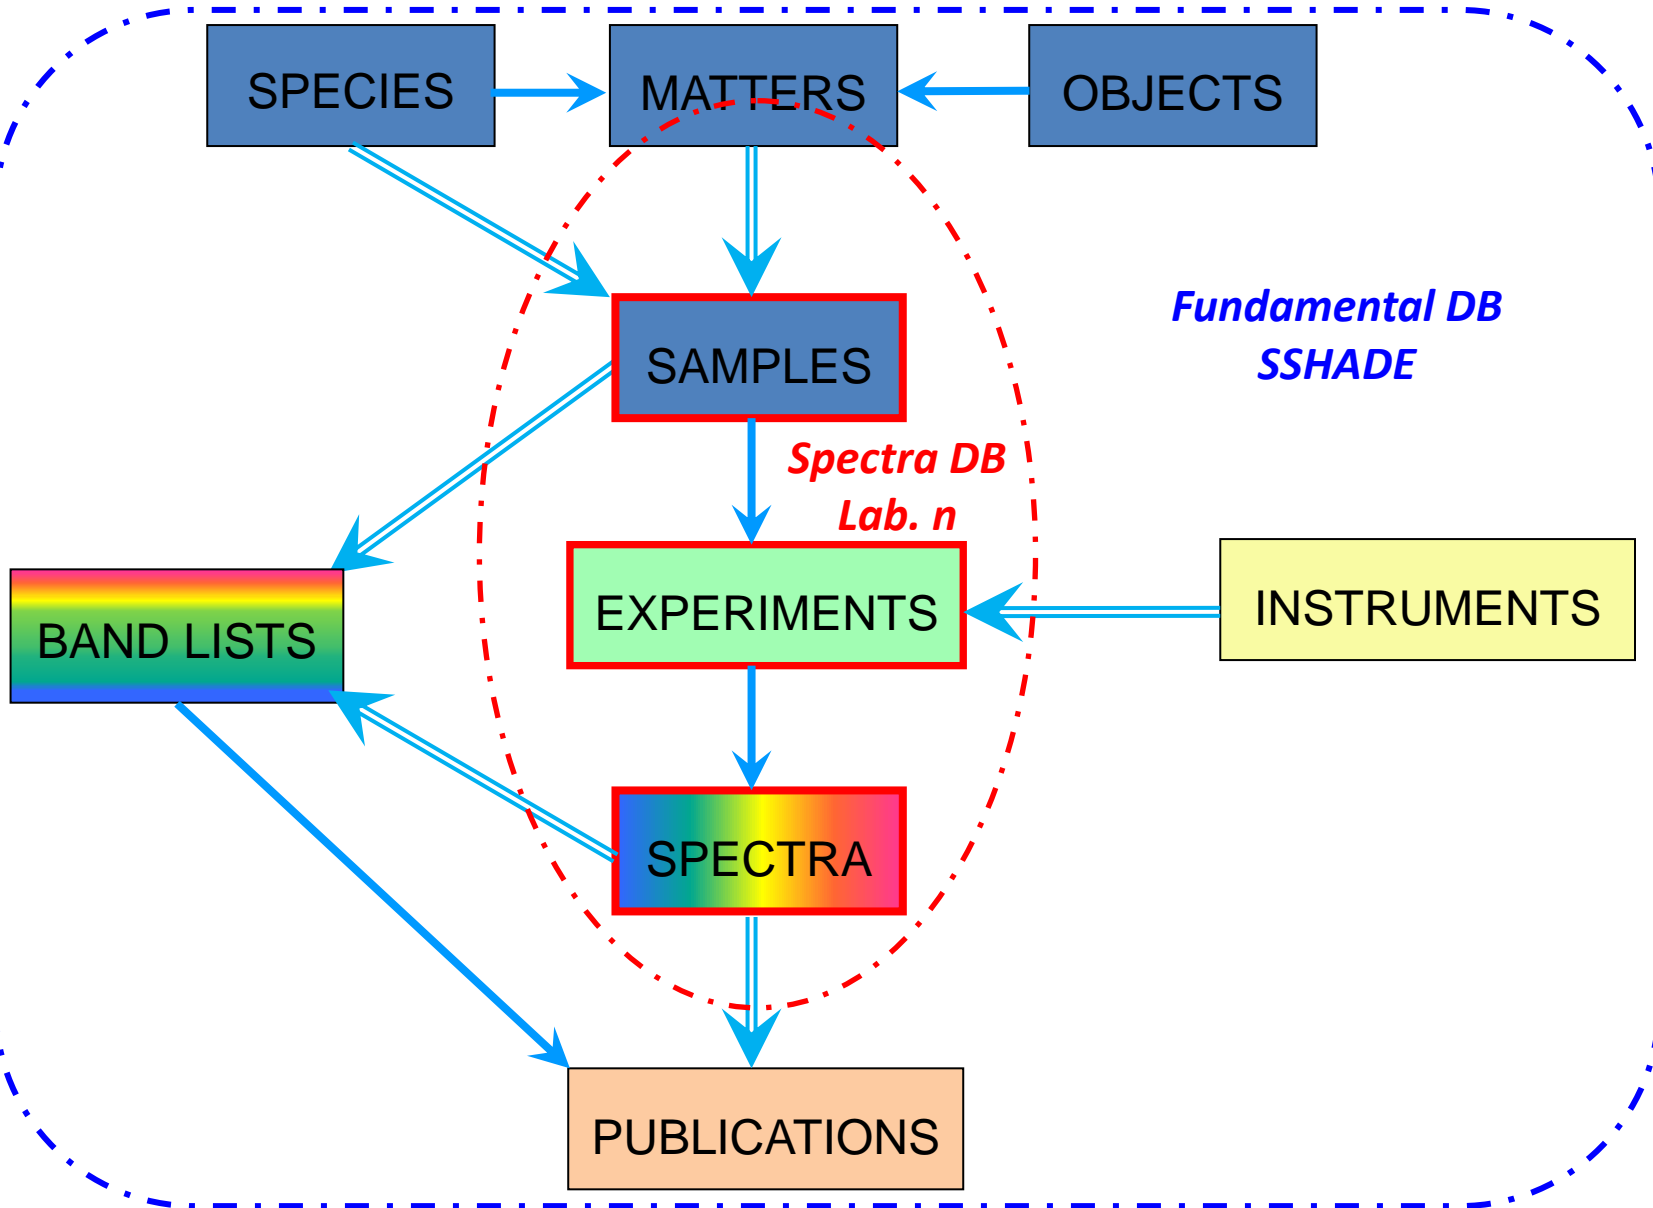 SPECIES
MATTERS
OBJECTS
Fundamental DB
SSHADE
SAMPLES
Spectra DB
Lab. n
EXPERIMENTS
INSTRUMENTS
BAND LISTS
SPECTRA
PUBLICATIONS